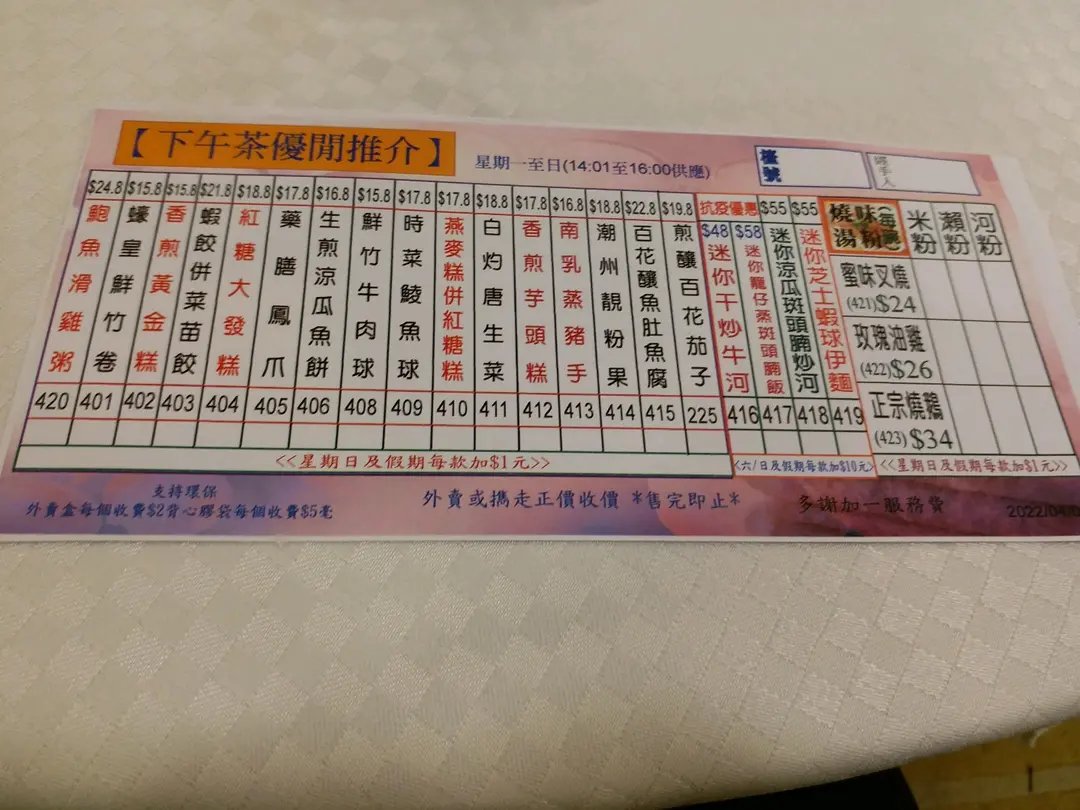 【下午茶優閒推介】
星期一至日(14:01至16:00供應)
檯號
經手人
$24.8 鮑魚滑雞粥 420
$15.8 蠔皇鮮竹卷 401
$15.8 香煎黃金糕 402
$21.8 蝦餃併菜苗餃 403
$18.8 紅糖大發糕 404
$17.8 藥膳鳳爪 405
$16.8 生煎涼瓜魚餅 406
$15.8 鮮竹牛肉球 408
$17.8 時菜鯪魚球 409
$17.8 燕麥糕併紅糖糕 410
$18.8 白灼唐生菜 411
$17.8 香煎芋頭糕 412
$16.8 南乳蒸豬手 413
$18.8 潮州靚粉果 414
$22.8 百花釀魚肚魚腐 415
$19.8 煎釀百花茄子 225
抗疫優惠
$48 迷你干炒牛河 416
$58 迷你籠仔蒸斑頭腩飯 417
$55 迷你涼瓜斑頭腩炒河 418
$55 迷你芝士蝦球伊麵 419
燒味湯粉
米粉
瀨粉
河粉
蜜味叉燒
(421)$24
玫瑰油雞
(422)$26
正宗燒鵝
(423)$34
<<星期日及假期每款加$1元>>
<六/日及假期每款加$10元>
<<星期日及假期每款加$1元>>
支持環保
外賣盒每個收費$2背心膠袋每個收費$5毫
外賣或攜走正價收價 *售完即止*
多謝加一服務費